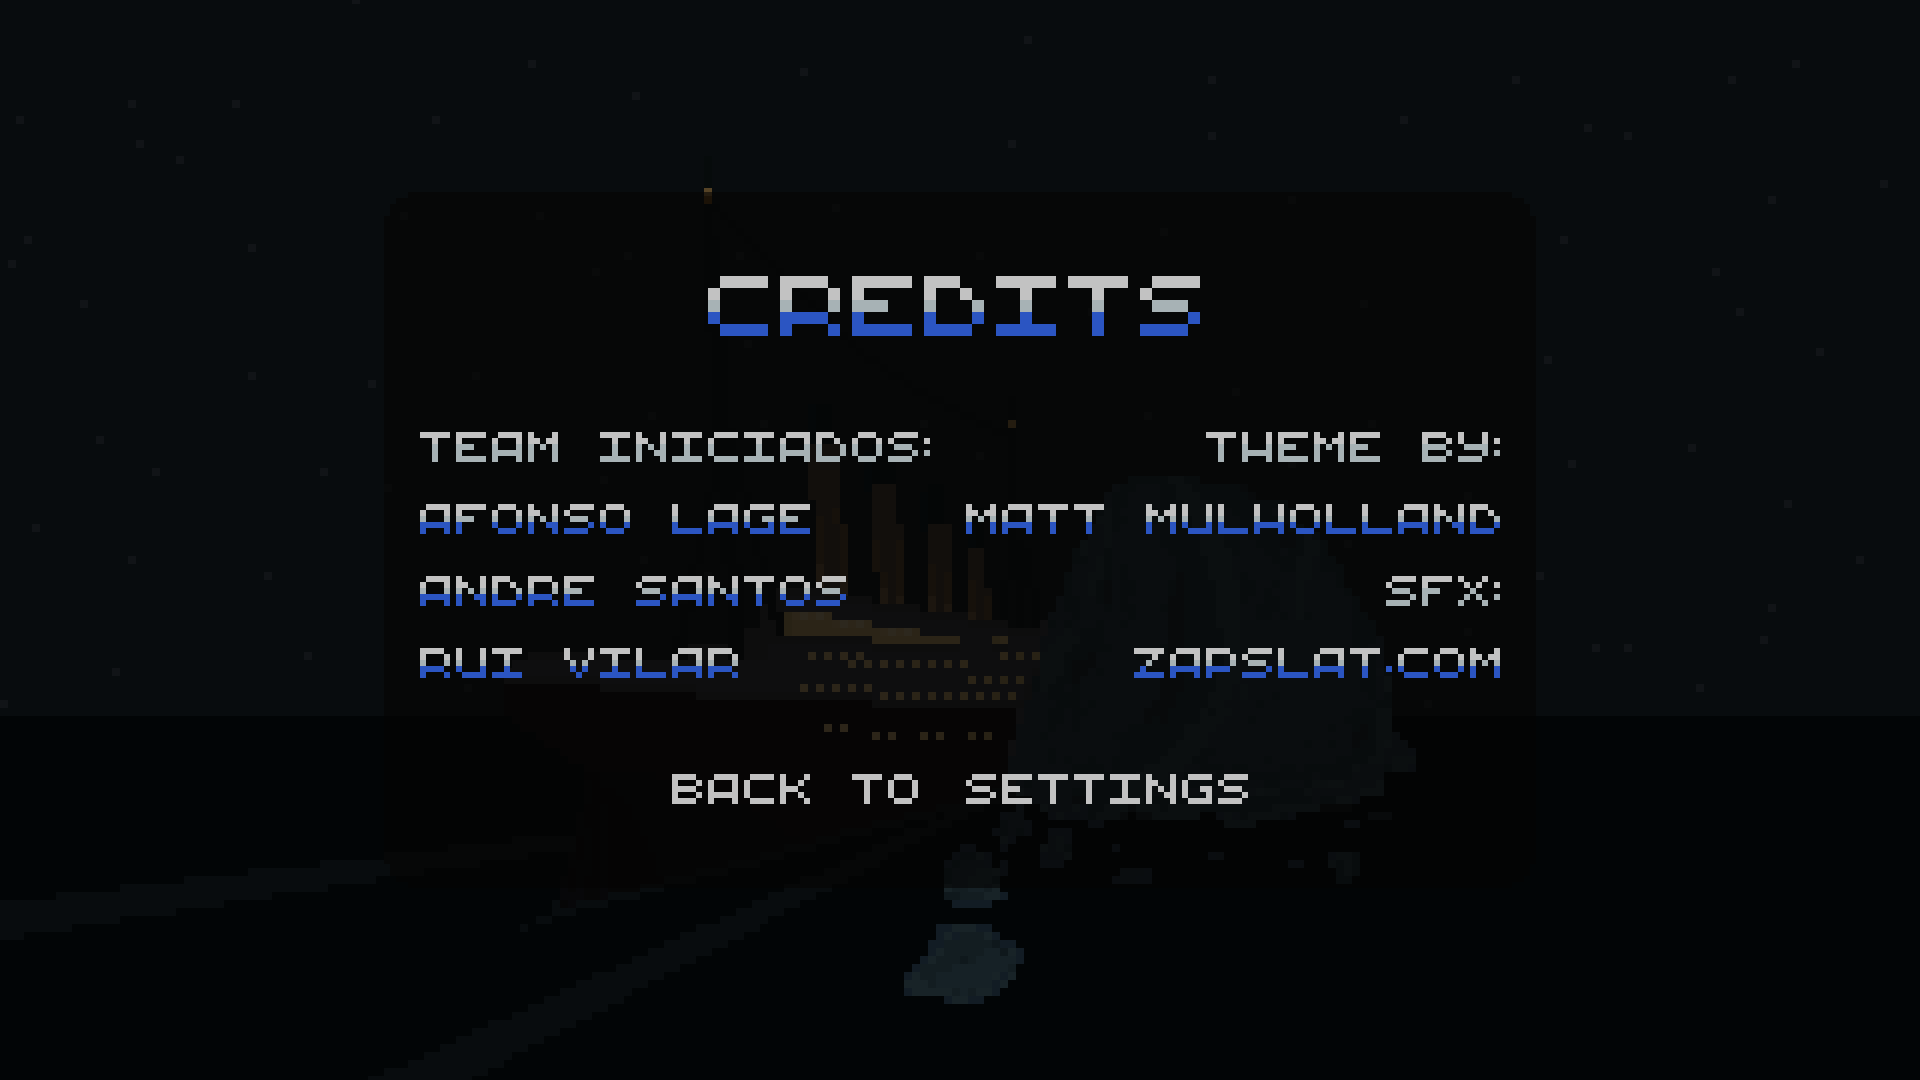 CREDITS
TEAM INICIADOS:
AFONSO LAGE
ANDRE SANTOS
RUI VILAR
THEME BY:
MATT MULHOLLAND
SFX:
ZAPSLAT.COM
BACK TO SETTINGS